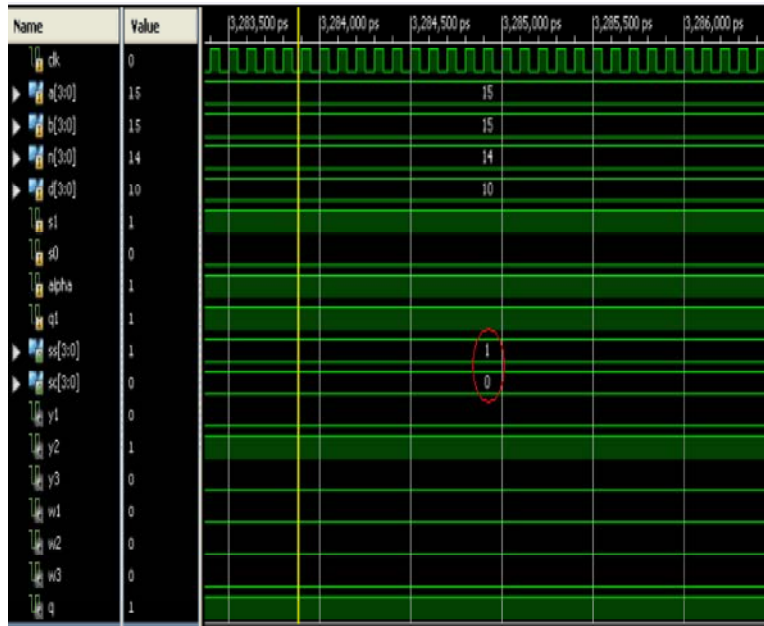 Name Value 3,283,500 ps 3,284,000 ps 3,284,500 ps 3,285,000 ps 3,285,500 ps 3,286,000 ps
clk 0
a[3:0] 15 15
b[3:0] 15 15
n[3:0] 14 14
d[3:0] 10 10
s1 1
s0 0
alpha 1
q1 1
ss[3:0] 1 1
sc[3:0] 0 0
y1 0
y2 1
y3 0
w1 0
w2 0
w3 0
q 1